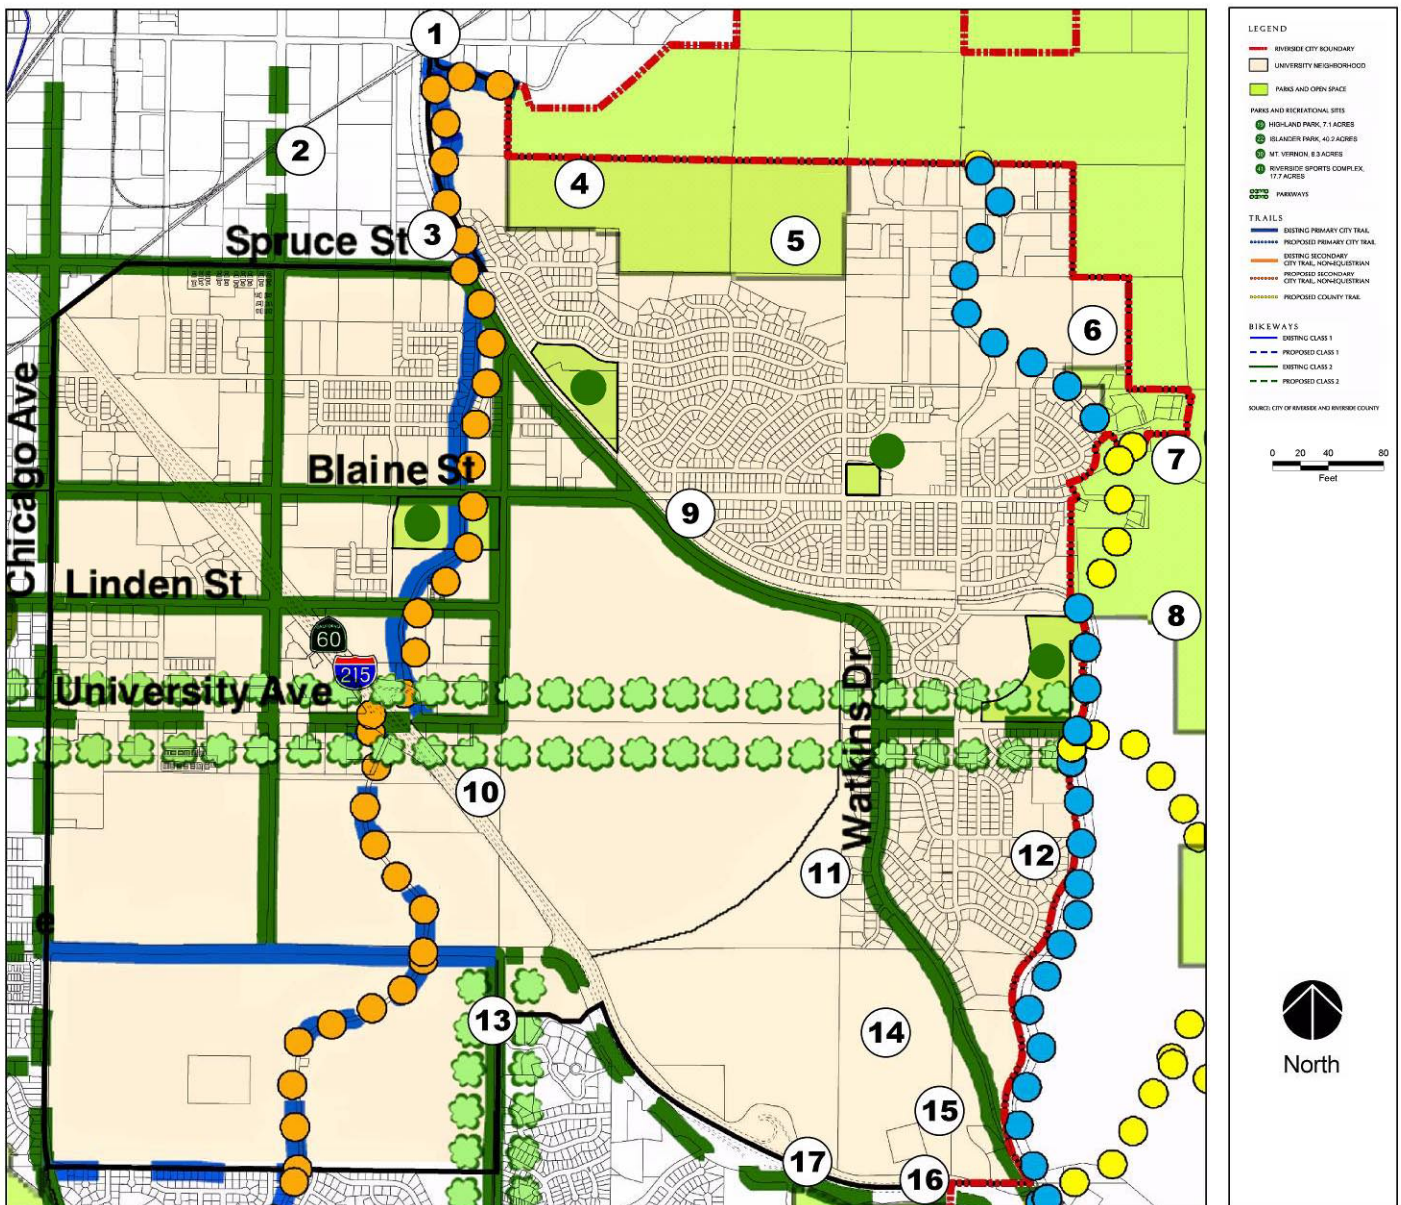 1
2
3
Spruce St
4
5
6
7
8
9
Chicago Ave
Blaine St
Linden St
CALIFORNIA
60
215
University Ave
Watkins Dr
10
11
12
e
13
14
15
16
17
LEGEND
RIVERSIDE CITY BOUNDARY
UNIVERSITY NEIGHBORHOOD
PARKS AND OPEN SPACE
PARKS AND RECREATIONAL SITES
HIGHLAND PARK, 7.1 ACRES
ISLANDER PARK, 40.2 ACRES
MT. VERNON, 8.3 ACRES
RIVERSIDE SPORTS COMPLEX,
17.7 ACRES
PARKWAYS
TRAILS
EXISTING PRIMARY CITY TRAIL
PROPOSED PRIMARY CITY TRAIL
EXISTING SECONDARY
CITY TRAIL, NON-EQUESTRIAN
PROPOSED SECONDARY
CITY TRAIL, NON-EQUESTRIAN
PROPOSED COUNTY TRAIL
BIKEWAYS
EXISTING CLASS 1
PROPOSED CLASS 1
EXISTING CLASS 2
PROPOSED CLASS 2
SOURCE: CITY OF RIVERSIDE AND RIVERSIDE COUNTY
0 20 40 80
Feet
North